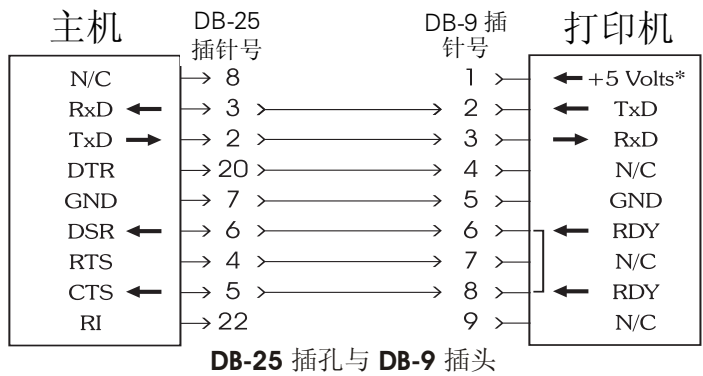 主机 DB-25 插针号 DB-9 插针号 打印机
N/C 8 1 +5 Volts*
RxD 3 2 TxD
TxD 2 3 RxD
DTR 20 4 N/C
GND 7 5 GND
DSR 6 6 RDY
RTS 4 7 N/C
CTS 5 8 RDY
RI 22 9 N/C
DB-25 插孔与 DB-9 插头